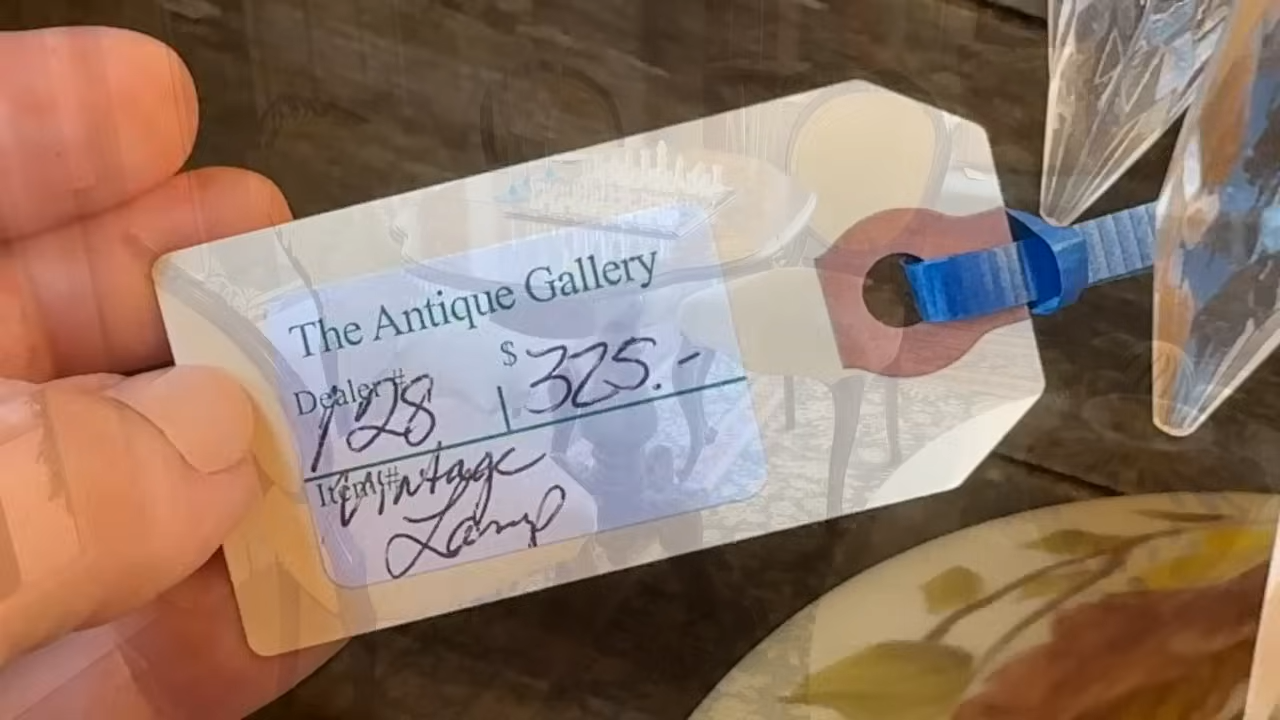 The Antique Gallery
Dealer# $ 325.-
128
Item# Vintage
Lamp